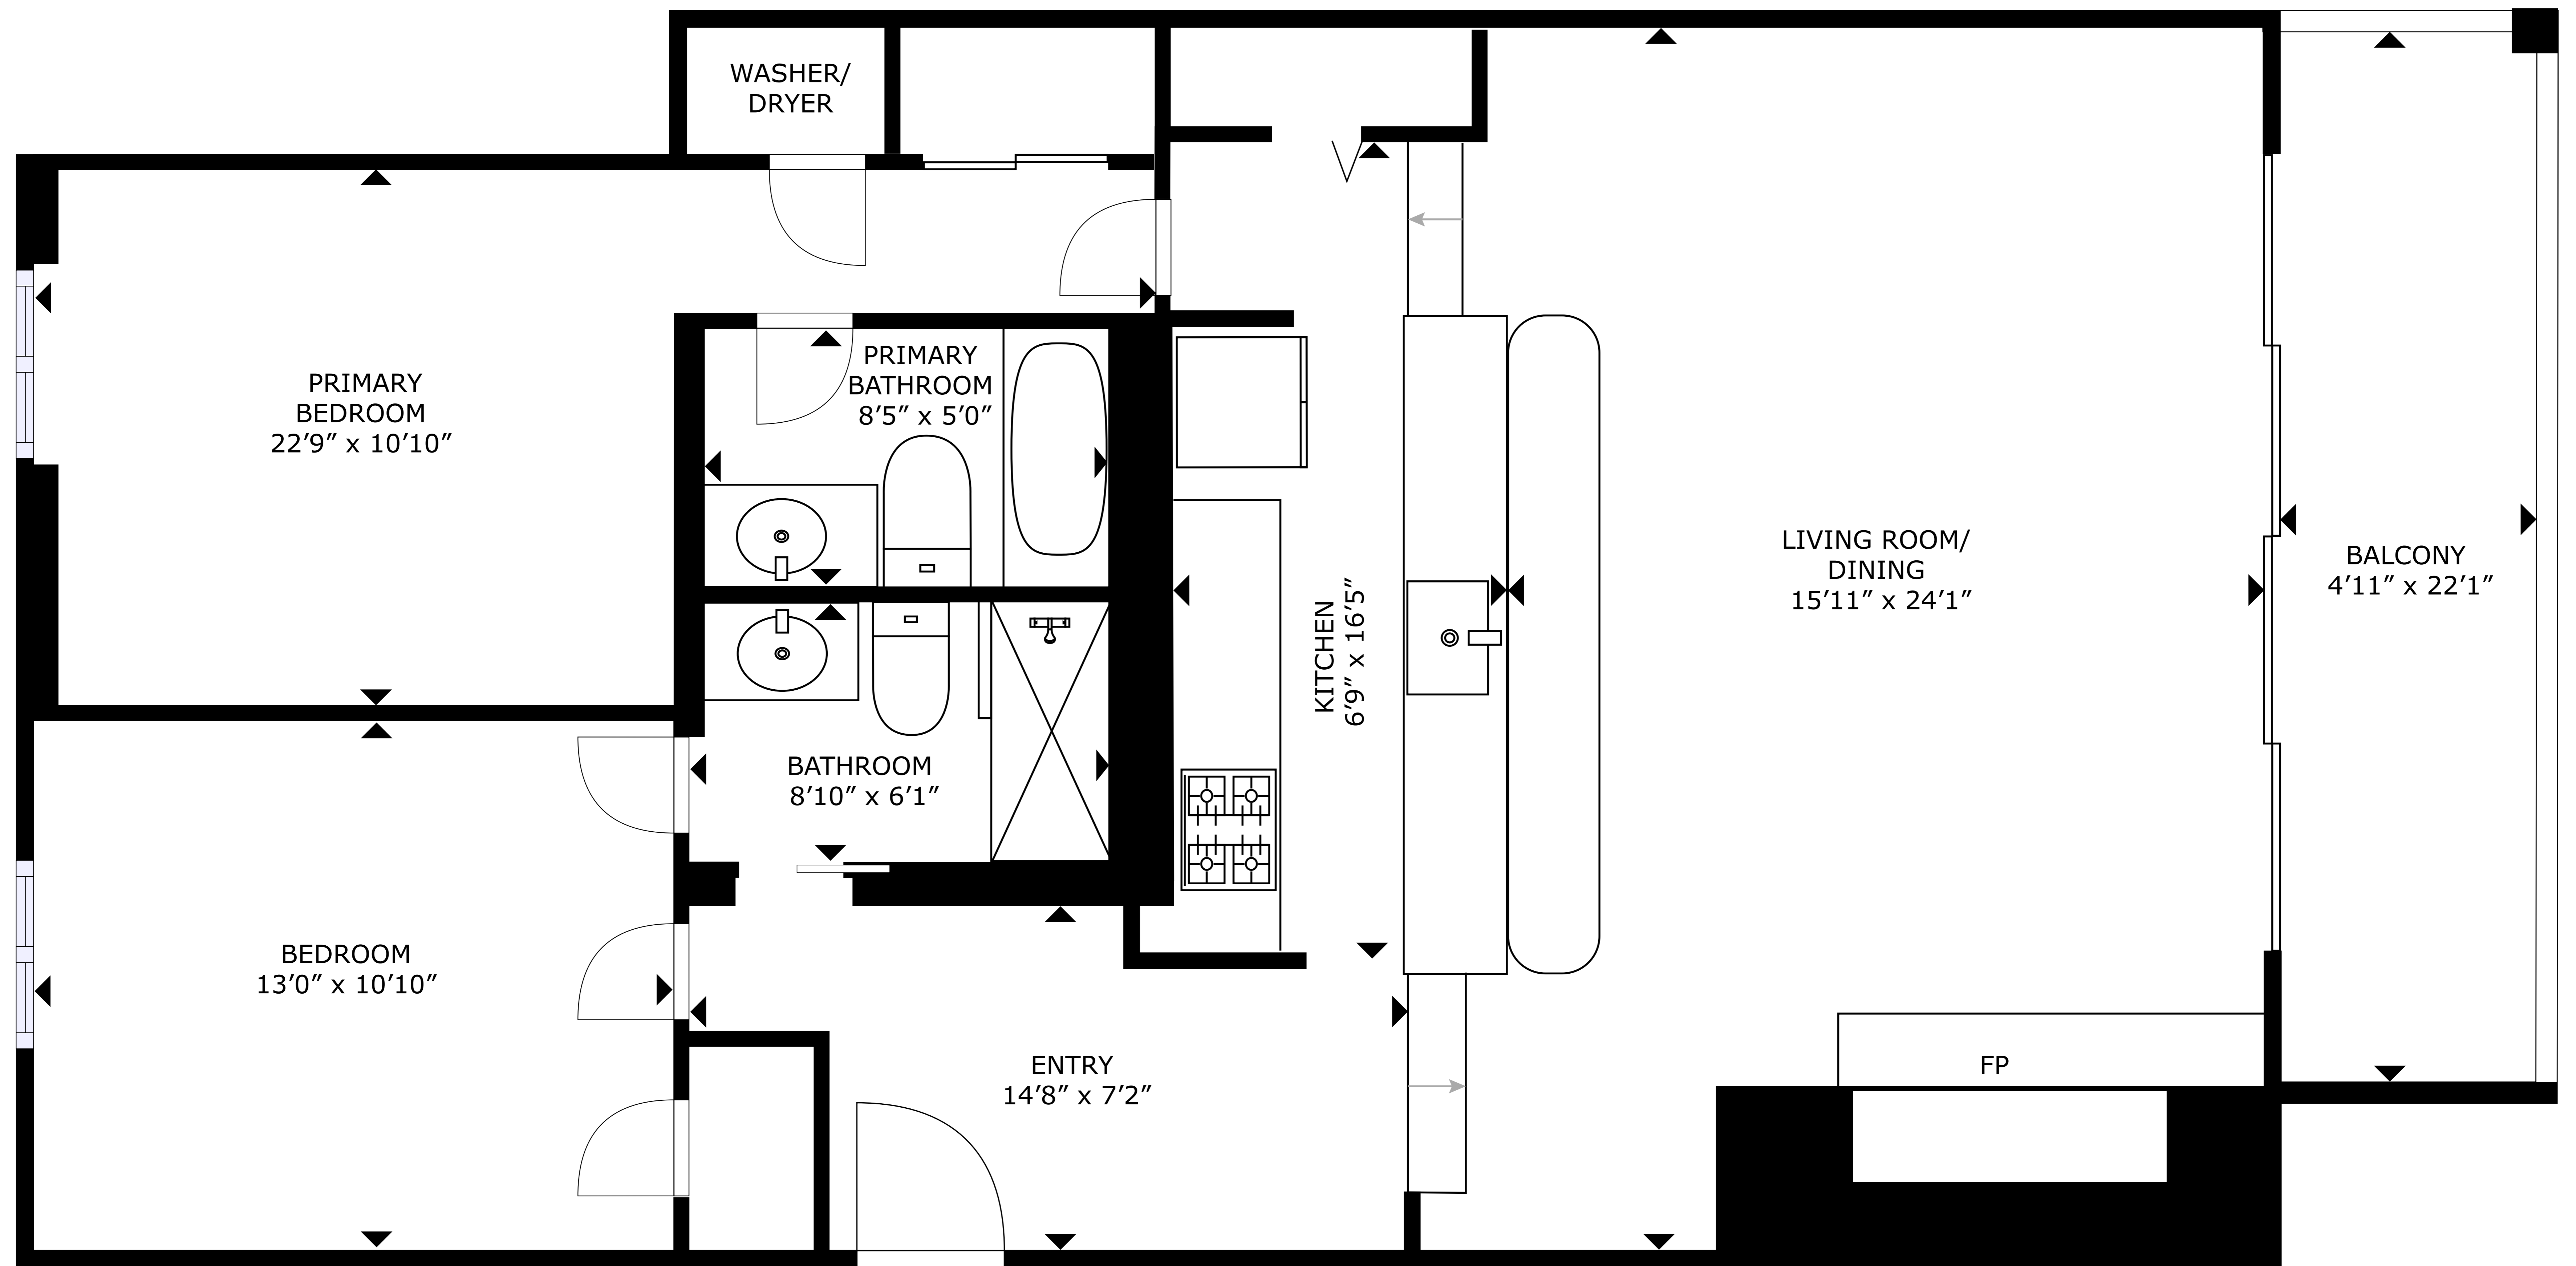 WASHER/
DRYER
PRIMARY
BEDROOM
22’9” x 10’10”
PRIMARY
BATHROOM
8’5” x 5’0”
BATHROOM
8’10” x 6’1”
BEDROOM
13’0” x 10’10”
ENTRY
14’8” x 7’2”
KITCHEN
6’9” x 16’5”
LIVING ROOM/
DINING
15’11” x 24’1”
FP
BALCONY
4’11” x 22’1”